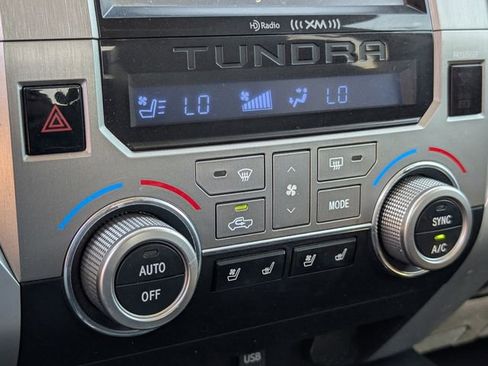 HD Radio ((( XM )))
TUNDRA
LO LO
MODE
SYNC
A/C
AUTO
OFF
USB